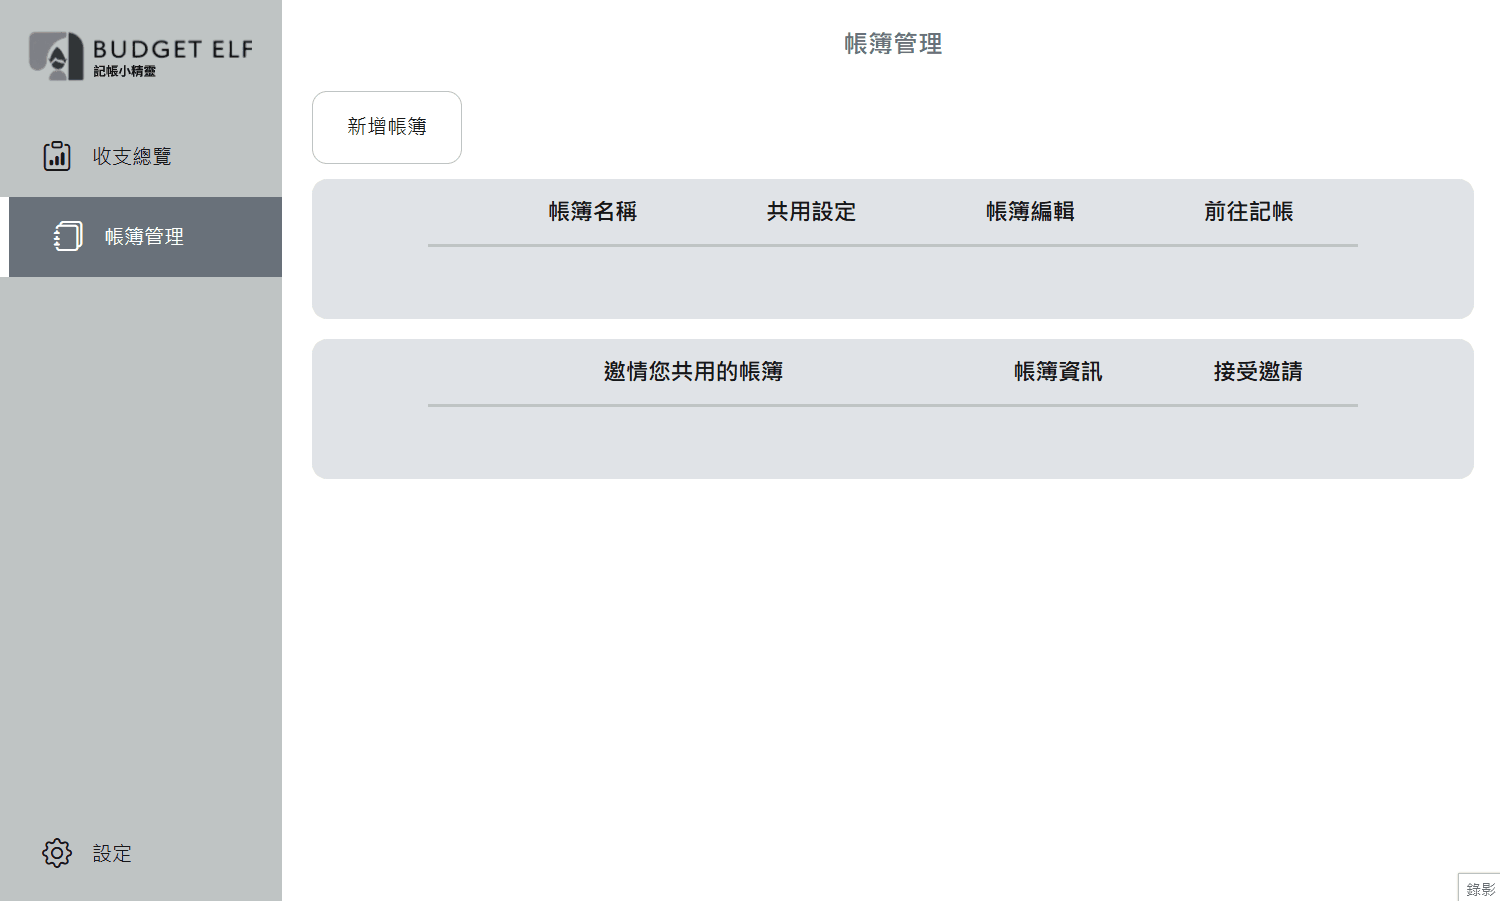 BUDGET ELF
記帳小精靈
收支總覽
帳簿管理
設定
帳簿管理
新增帳簿
帳簿名稱 共用設定 帳簿編輯 前往記帳
邀情您共用的帳簿 帳簿資訊 接受邀請
錄影